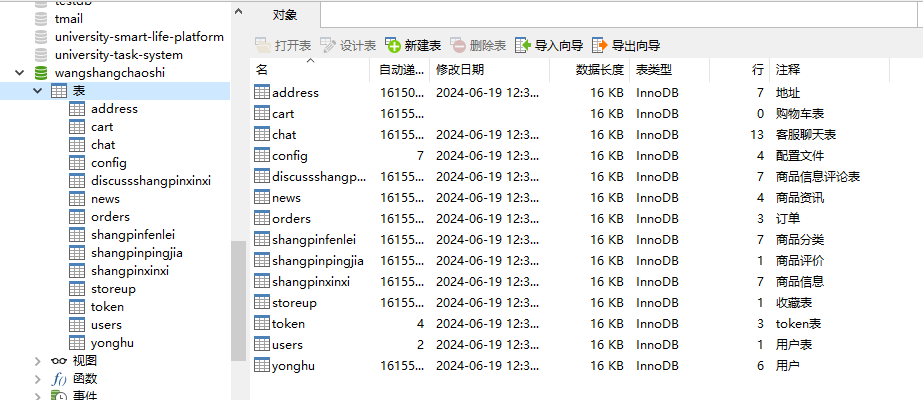 testdb
tmail
university-smart-life-platform
university-task-system
wangshangchaoshi
表
address
cart
chat
config
discussshangpinxinxi
news
orders
shangpinfenlei
shangpinpingjia
shangpinxinxi
storeup
token
users
yonghu
视图
函数
事件
对象
打开表 设计表 新建表 删除表 导入向导 导出向导
名 自动递... 修改日期 数据长度 表类型 行 注释
address 16150... 2024-06-19 12:3... 16 KB InnoDB 7 地址
cart 16155... 16 KB InnoDB 0 购物车表
chat 16155... 2024-06-19 12:3... 16 KB InnoDB 13 客服聊天表
config 7 2024-06-19 12:3... 16 KB InnoDB 4 配置文件
discussshangp... 16155... 2024-06-19 12:3... 16 KB InnoDB 7 商品信息评论表
news 16155... 2024-06-19 12:3... 16 KB InnoDB 4 商品资讯
orders 16155... 2024-06-19 12:3... 16 KB InnoDB 3 订单
shangpinfenlei 16155... 2024-06-19 12:3... 16 KB InnoDB 7 商品分类
shangpinpingjia 16155... 2024-06-19 12:3... 16 KB InnoDB 1 商品评价
shangpinxinxi 16155... 2024-06-19 12:3... 16 KB InnoDB 7 商品信息
storeup 16155... 2024-06-19 12:3... 16 KB InnoDB 1 收藏表
token 4 2024-06-19 12:3... 16 KB InnoDB 3 token表
users 2 2024-06-19 12:3... 16 KB InnoDB 1 用户表
yonghu 16155... 2024-06-19 12:3... 16 KB InnoDB 6 用户